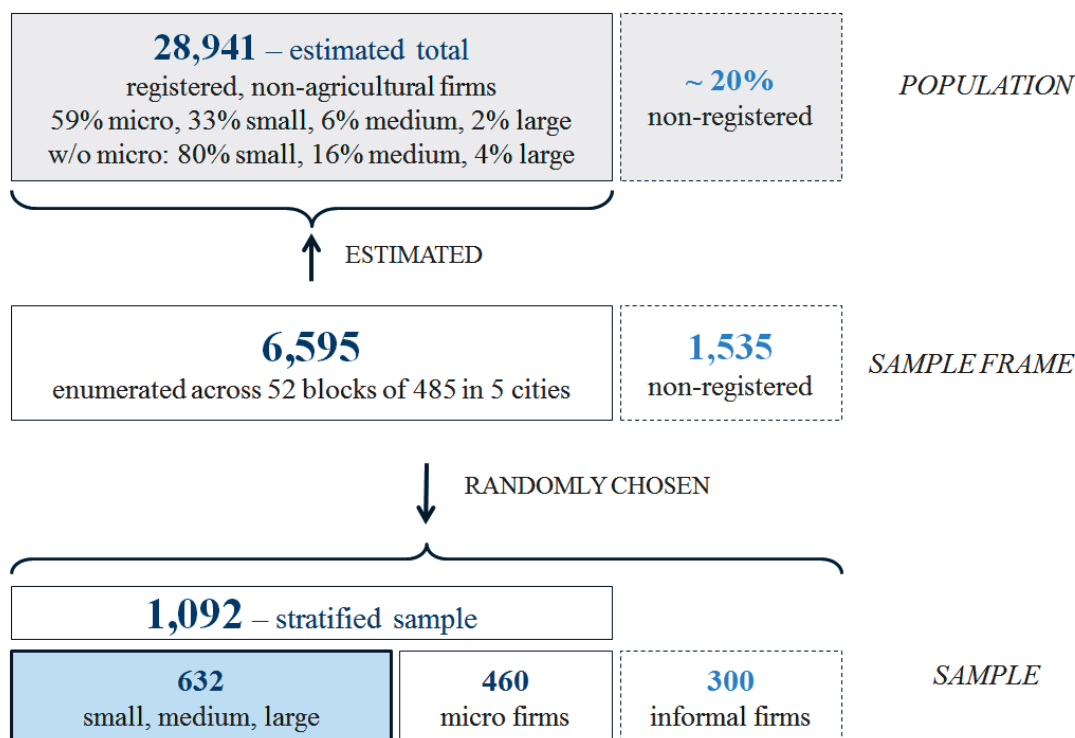 28,941 – estimated total
registered, non-agricultural firms
59% micro, 33% small, 6% medium, 2% large
w/o micro: 80% small, 16% medium, 4% large
~ 20%
non-registered
POPULATION
ESTIMATED
6,595
enumerated across 52 blocks of 485 in 5 cities
1,535
non-registered
SAMPLE FRAME
RANDOMLY CHOSEN
1,092 – stratified sample
632
small, medium, large
460
micro firms
300
informal firms
SAMPLE